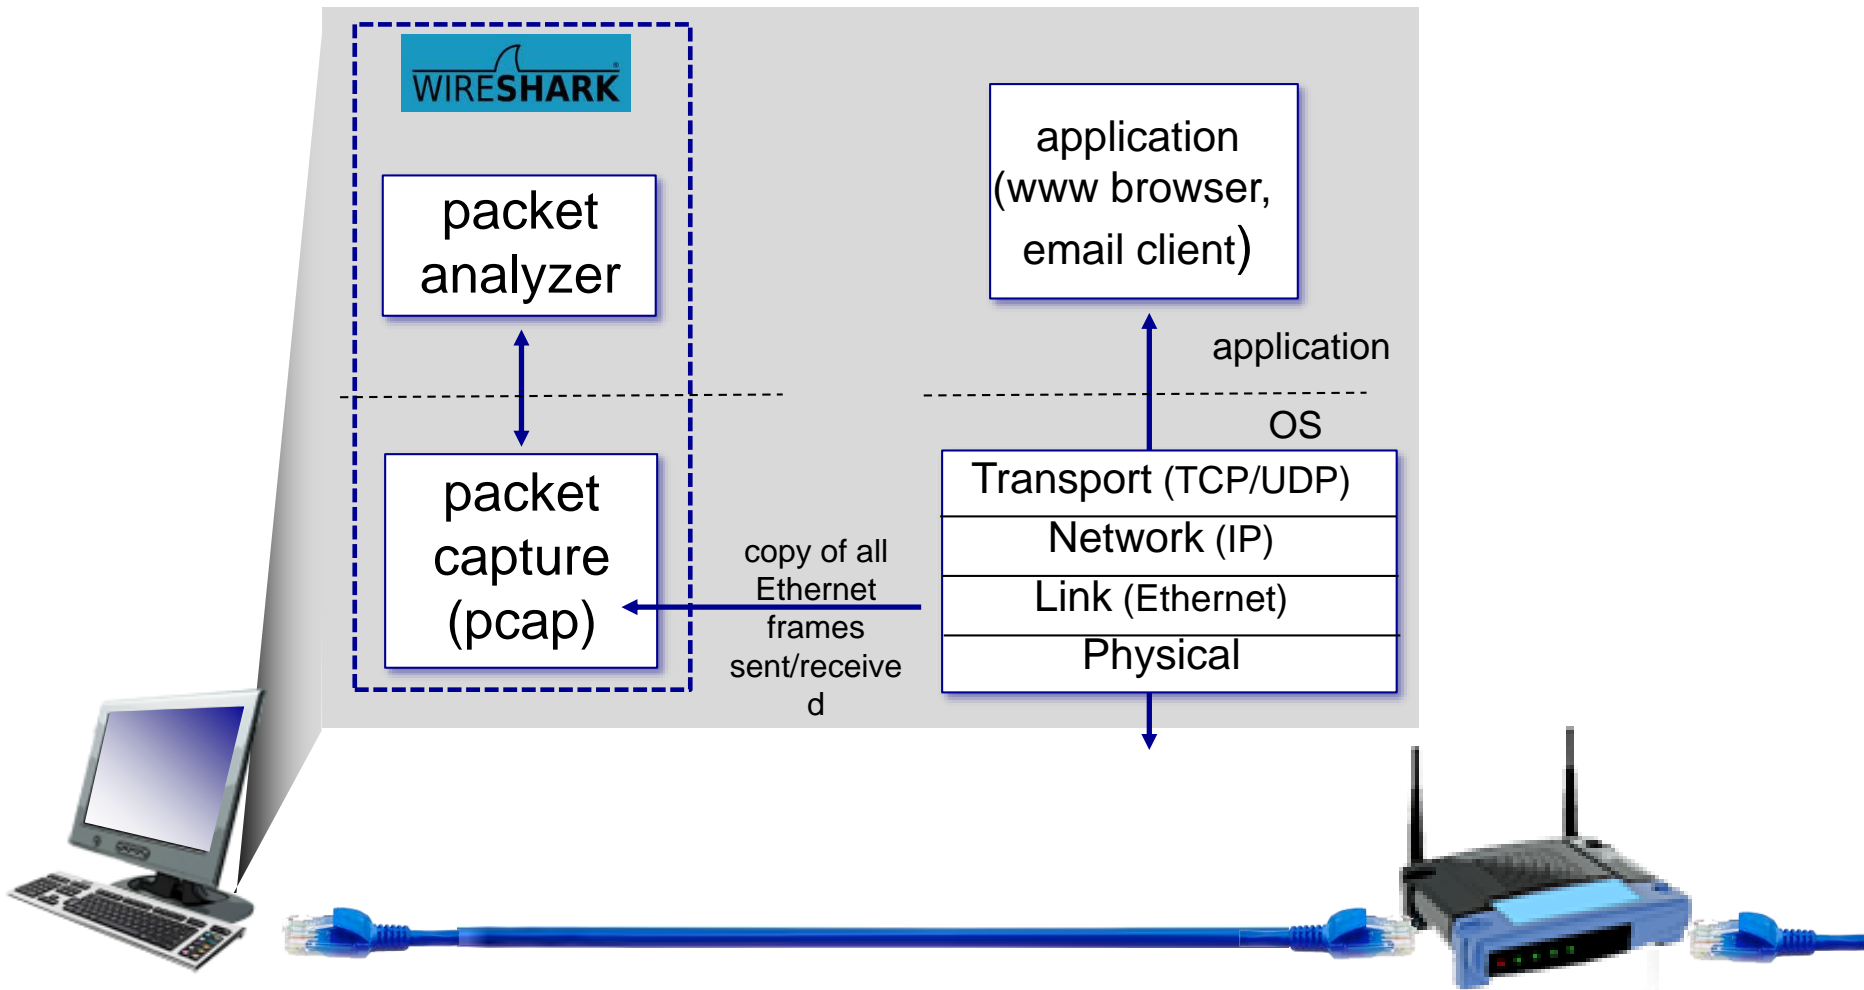 WIRESHARK®
packet
analyzer
packet
capture
(pcap)
copy of all
Ethernet
frames
sent/receive
d
application
(www browser,
email client)
application
OS
Transport (TCP/UDP)
Network (IP)
Link (Ethernet)
Physical